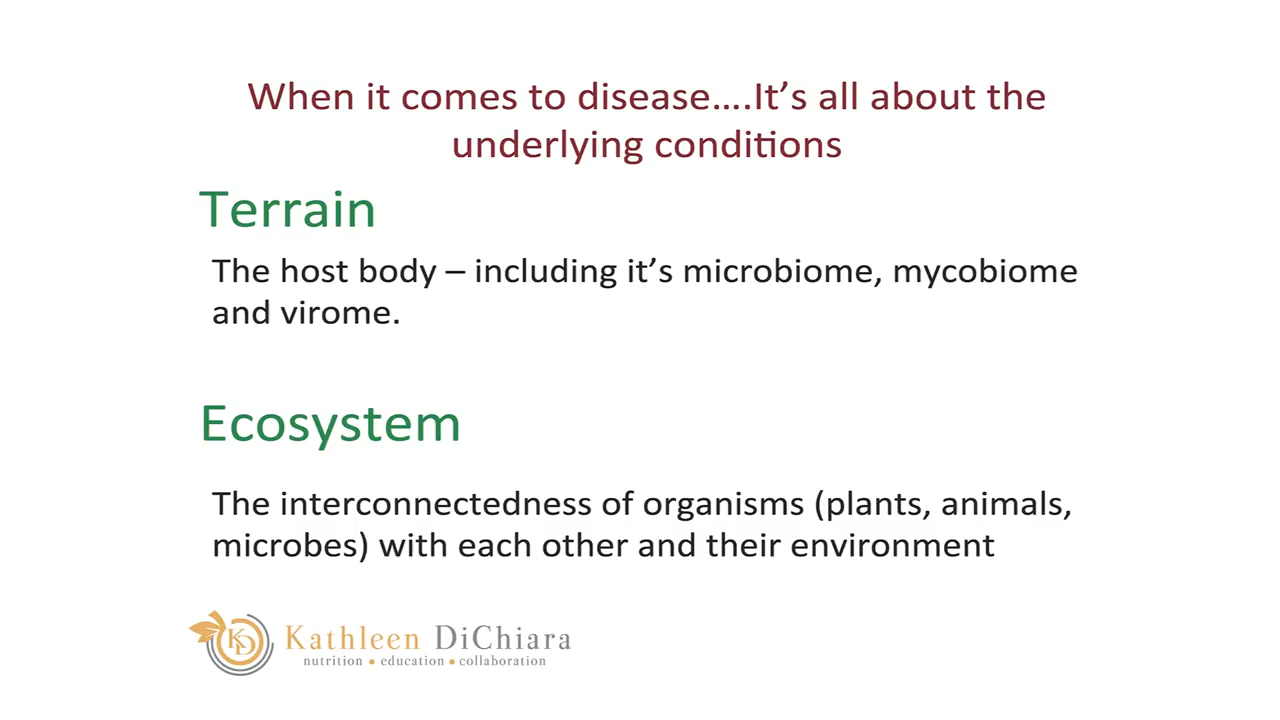 When it comes to disease….It’s all about the
underlying conditions
Terrain
The host body – including it’s microbiome, mycobiome
and virome.
Ecosystem
The interconnectedness of organisms (plants, animals,
microbes) with each other and their environment
KD Kathleen DiChiara
nutrition • education • collaboration